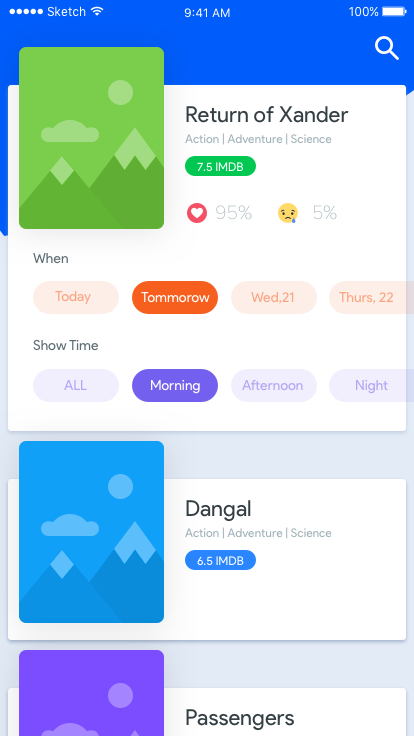 Sketch 9:41 AM 100%
Return of Xander
Action | Adventure | Science
7.5 IMDB
95% 5%
When
Today Tommorow Wed,21 Thurs, 22
Show Time
ALL Morning Afternoon Night
Dangal
Action | Adventure | Science
6.5 IMDB
Passengers